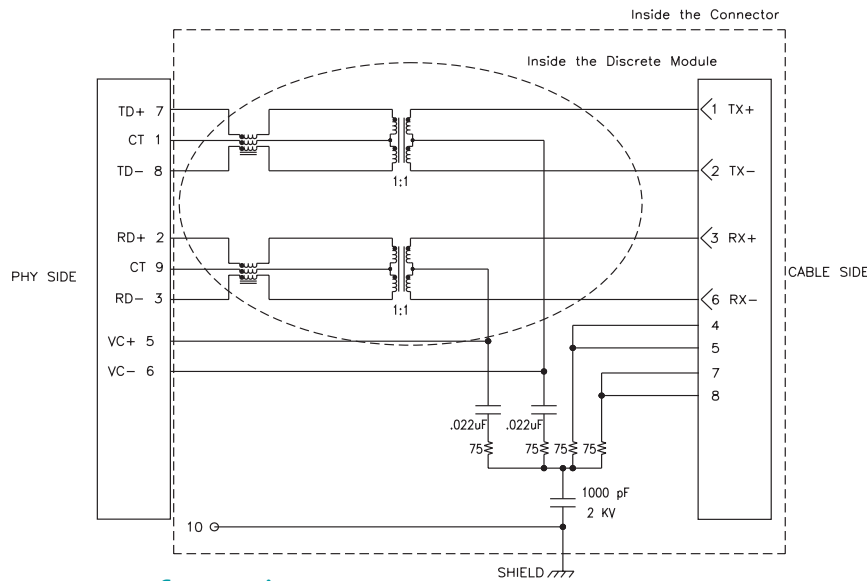 Inside the Connector
Inside the Discrete Module
TD+ 7
CT 1
TD- 8
1:1
1 TX+
2 TX-
RD+ 2
CT 9
RD- 3
1:1
3 RX+
6 RX-
PHY SIDE
CABLE SIDE
VC+ 5
VC- 6
4
5
7
8
.022uF
.022uF
75
75
75
75
1000 pF
2 KV
10
SHIELD